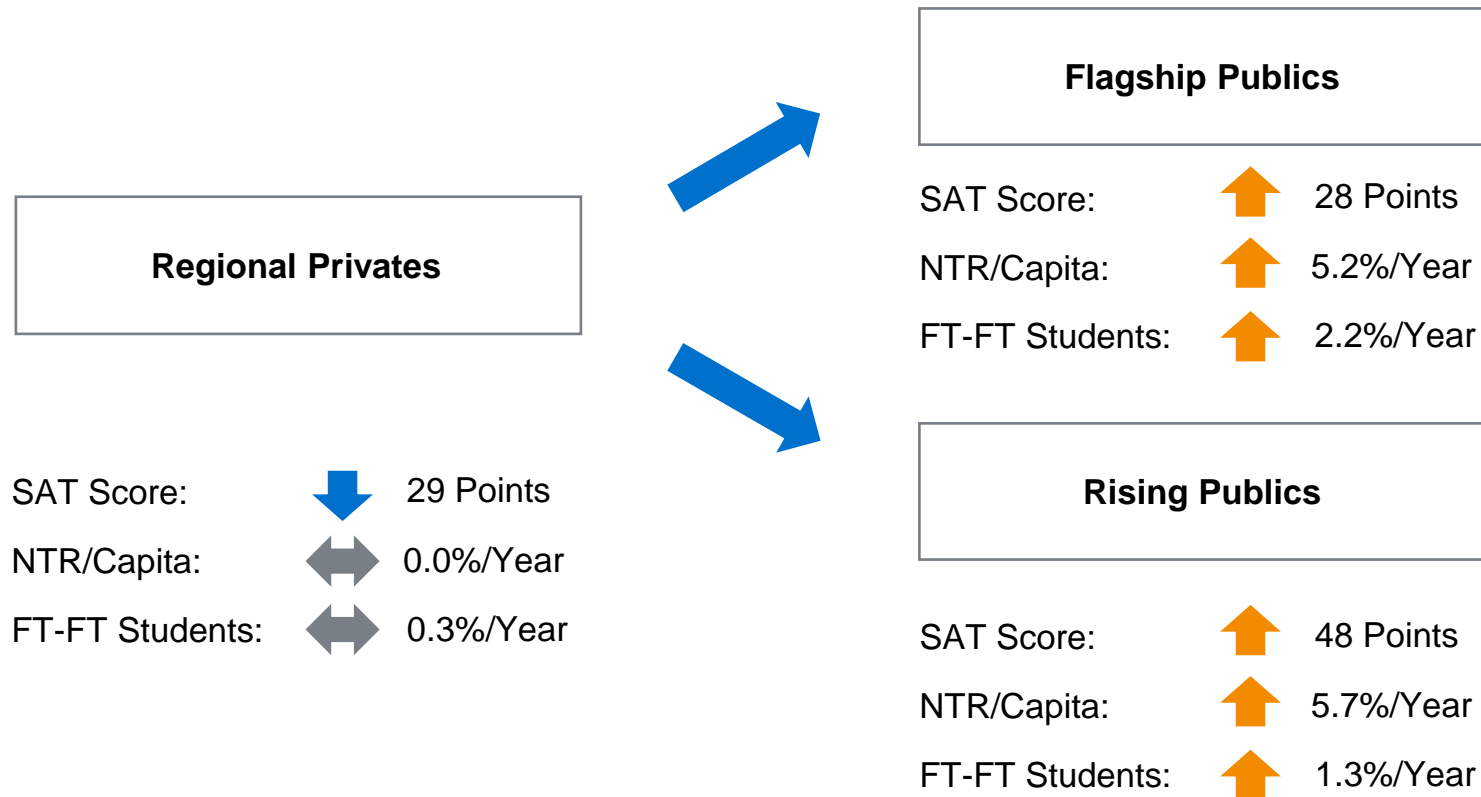 Regional Privates
SAT Score: 29 Points
NTR/Capita: 0.0%/Year
FT-FT Students: 0.3%/Year
Flagship Publics
SAT Score: 28 Points
NTR/Capita: 5.2%/Year
FT-FT Students: 2.2%/Year
Rising Publics
SAT Score: 48 Points
NTR/Capita: 5.7%/Year
FT-FT Students: 1.3%/Year